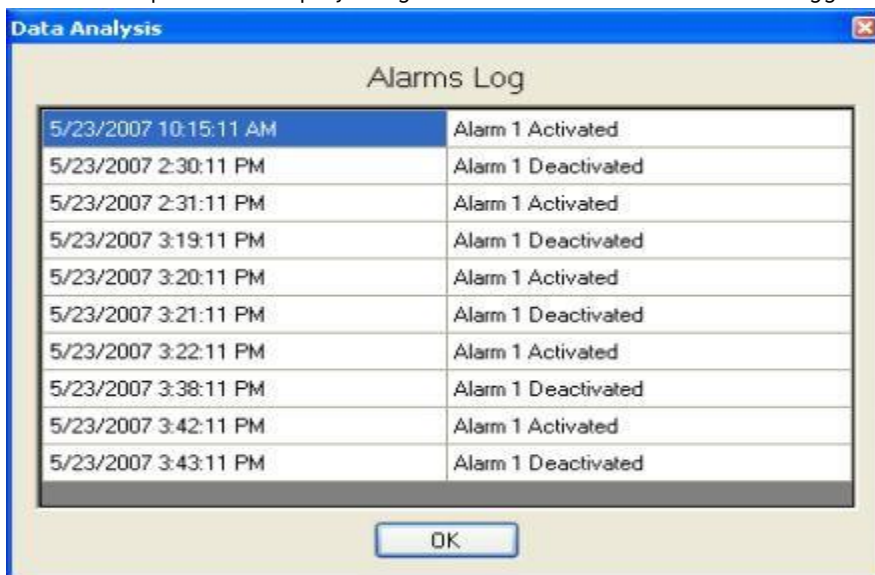 Data Analysis
Alarms Log
5/23/2007 10:15:11 AM Alarm 1 Activated
5/23/2007 2:30:11 PM Alarm 1 Deactivated
5/23/2007 2:31:11 PM Alarm 1 Activated
5/23/2007 3:19:11 PM Alarm 1 Deactivated
5/23/2007 3:20:11 PM Alarm 1 Activated
5/23/2007 3:21:11 PM Alarm 1 Deactivated
5/23/2007 3:22:11 PM Alarm 1 Activated
5/23/2007 3:38:11 PM Alarm 1 Deactivated
5/23/2007 3:42:11 PM Alarm 1 Activated
5/23/2007 3:43:11 PM Alarm 1 Deactivated
OK